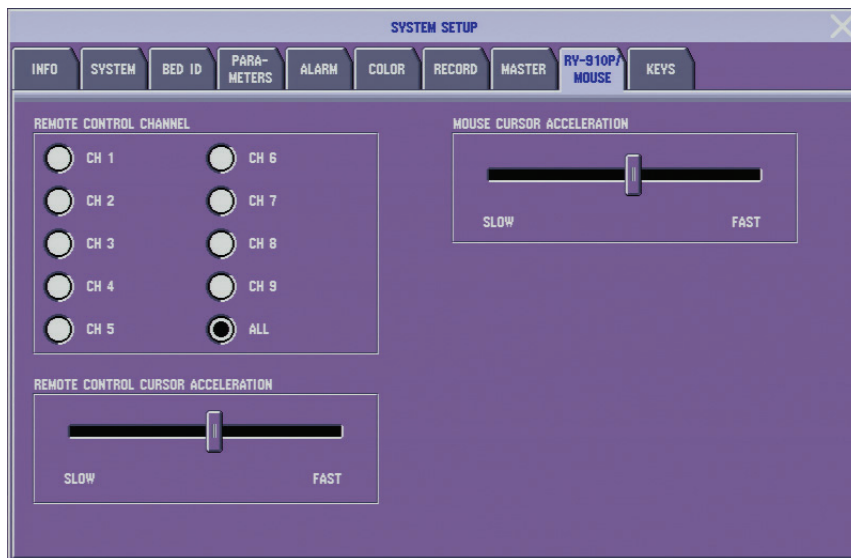 SYSTEM SETUP
INFO SYSTEM BED ID PARA-METERS ALARM COLOR RECORD MASTER RY-910P/MOUSE KEYS
REMOTE CONTROL CHANNEL
CH 1 CH 6
CH 2 CH 7
CH 3 CH 8
CH 4 CH 9
CH 5 ALL
REMOTE CONTROL CURSOR ACCELERATION
SLOW FAST
MOUSE CURSOR ACCELERATION
SLOW FAST